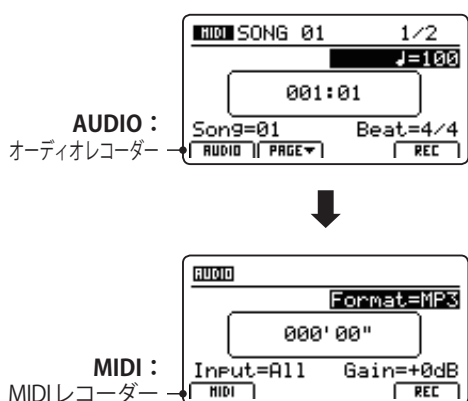 MIDI SONG 01 1/2
♩=100
001:01
AUDIO：
オーディオレコーダー
Song=01 Beat=4/4
AUDIO PAGE▼ REC
AUDIO
Format=MP3
000'00"
MIDI：
MIDIレコーダー
Input=All Gain=+0dB
MIDI REC